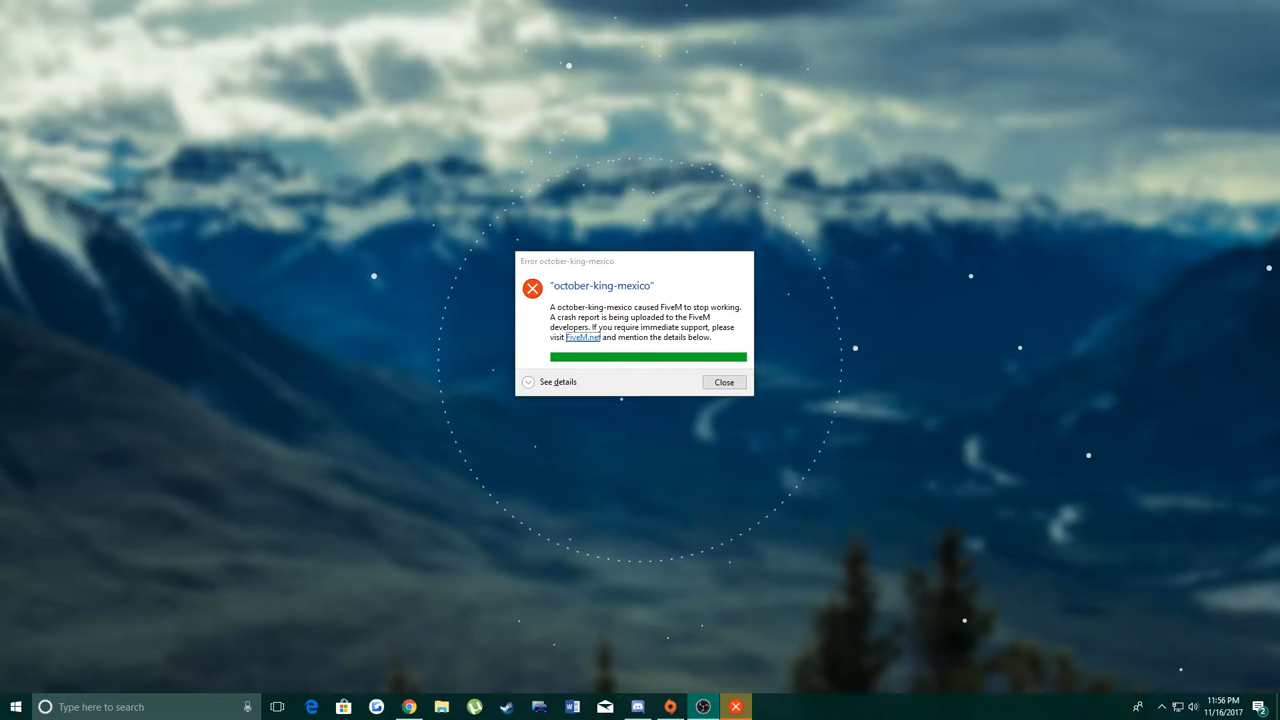 Error october-king-mexico
"october-king-mexico"
A october-king-mexico caused FiveM to stop working.
A crash report is being uploaded to the FiveM
developers. If you require immediate support, please
visit FiveM.net and mention the details below.
See details
Close
Type here to search
11:56 PM
11/16/2017
2